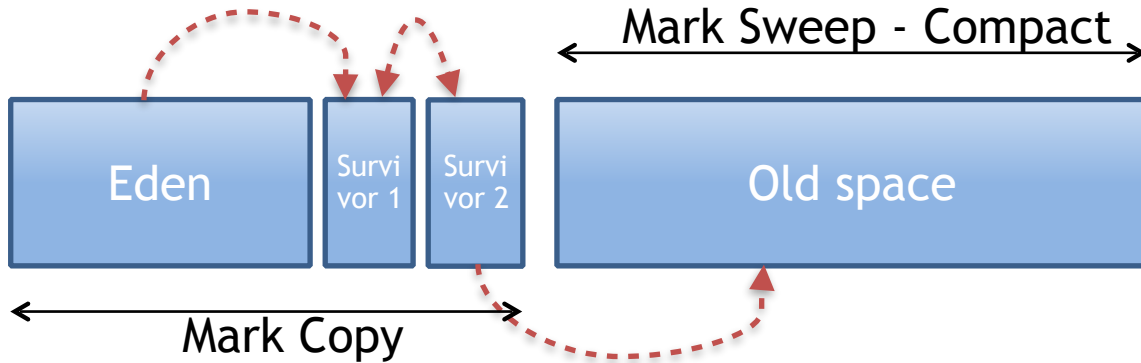 Mark Sweep - Compact
Eden
Survi
vor 1
Survi
vor 2
Old space
Mark Copy